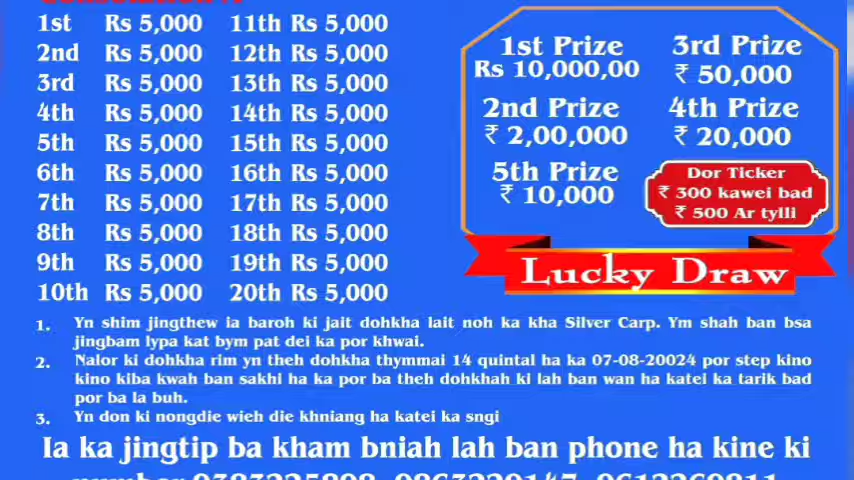 1st Rs 5,000 11th Rs 5,000
2nd Rs 5,000 12th Rs 5,000
3rd Rs 5,000 13th Rs 5,000
4th Rs 5,000 14th Rs 5,000
5th Rs 5,000 15th Rs 5,000
6th Rs 5,000 16th Rs 5,000
7th Rs 5,000 17th Rs 5,000
8th Rs 5,000 18th Rs 5,000
9th Rs 5,000 19th Rs 5,000
10th Rs 5,000 20th Rs 5,000
1st Prize
Rs 10,000,00
3rd Prize
₹ 50,000
2nd Prize
₹ 2,00,000
4th Prize
₹ 20,000
5th Prize
₹ 10,000
Dor Ticker
₹ 300 kawei bad
₹ 500 Ar tylli
Lucky Draw
1. Yn shim jingthew ia baroh ki jait dohkha lait noh ka kha Silver Carp. Ym shah ban bsa
jingbam lypa kat bym pat dei ka por khwai.
2. Nalor ki dohkha rim yn theh dohkha thymmai 14 quintal ha ka 07-08-20024 por step kino
kino kiba kwah ban sakhi ha ka por ba theh dohkhah ki lah ban wan ha katei ka tarik bad
por ba la buh.
3. Yn don ki nongdie wieh die khniang ha katei ka sngi
Ia ka jingtip ba kham bniah lah ban phone ha kine ki